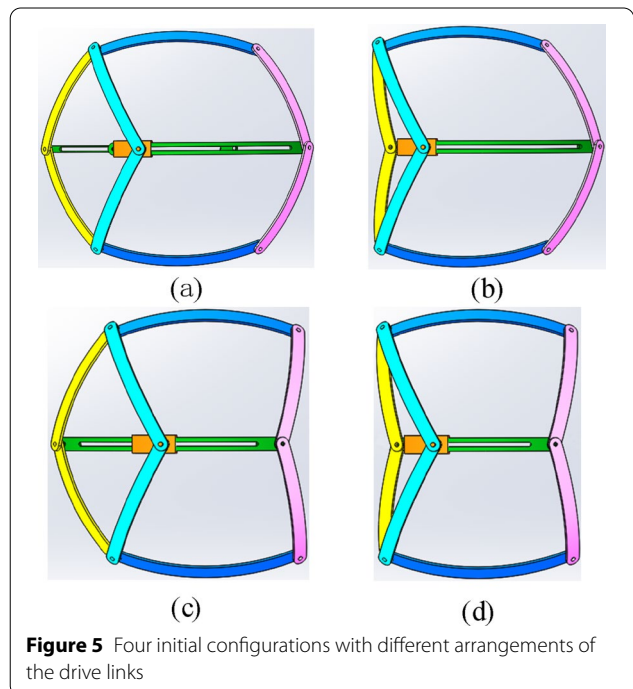 (a)
(b)
(c)
(d)
Figure 5 Four initial configurations with different arrangements of
the drive links